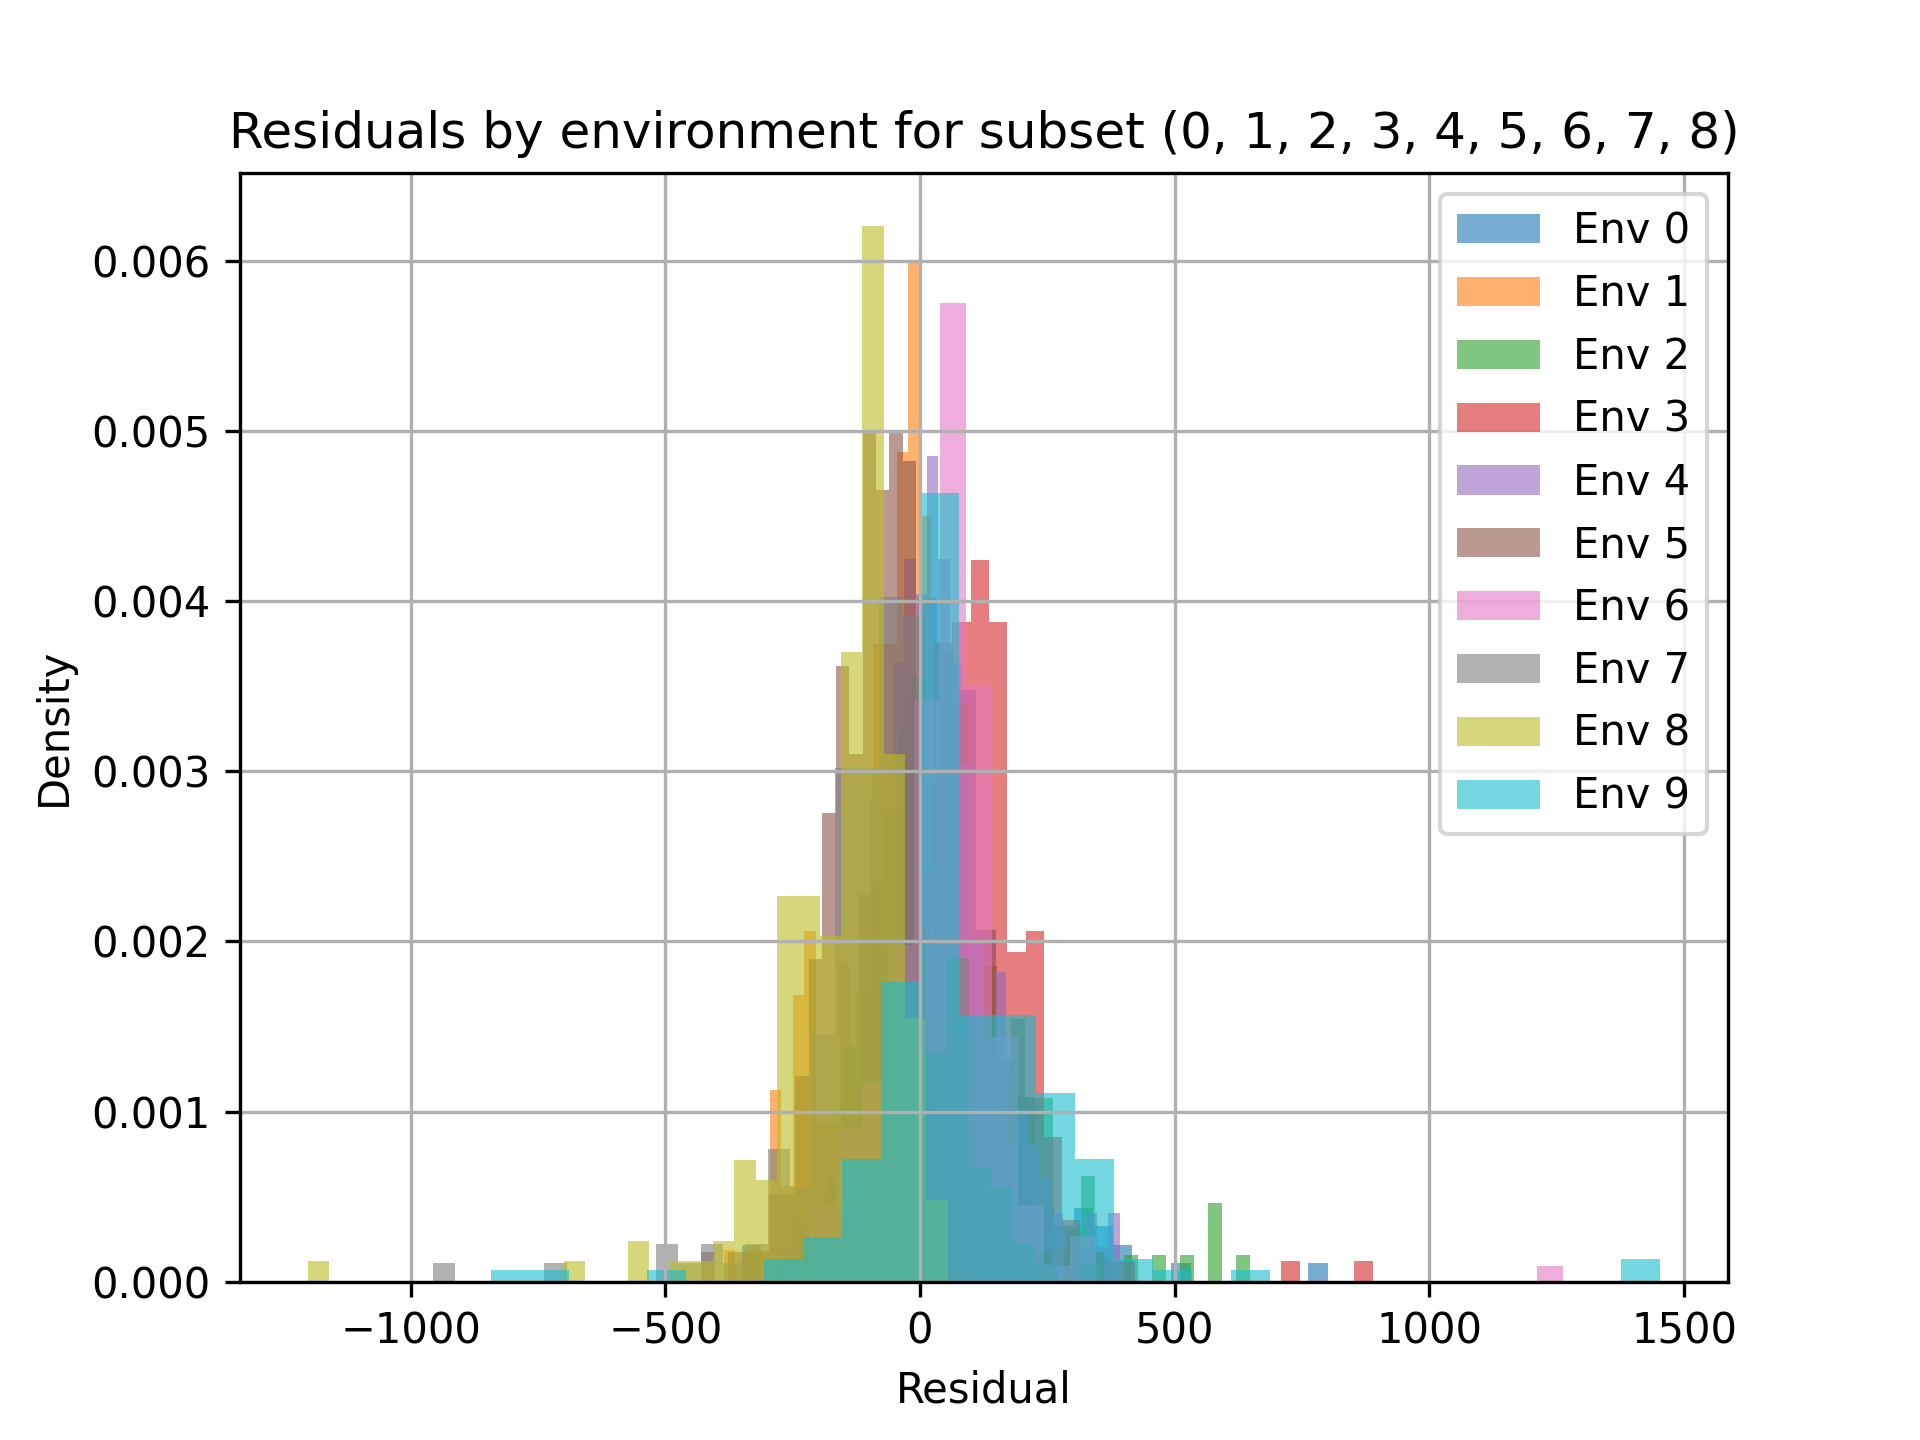 Residuals by environment for subset (0, 1, 2, 3, 4, 5, 6, 7, 8)
Env 0
Env 1
Env 2
Env 3
Env 4
Env 5
Env 6
Env 7
Env 8
Env 9
0.006
0.005
0.004
0.003
0.002
0.001
0.000
Density
−1000 −500 0 500 1000 1500
Residual